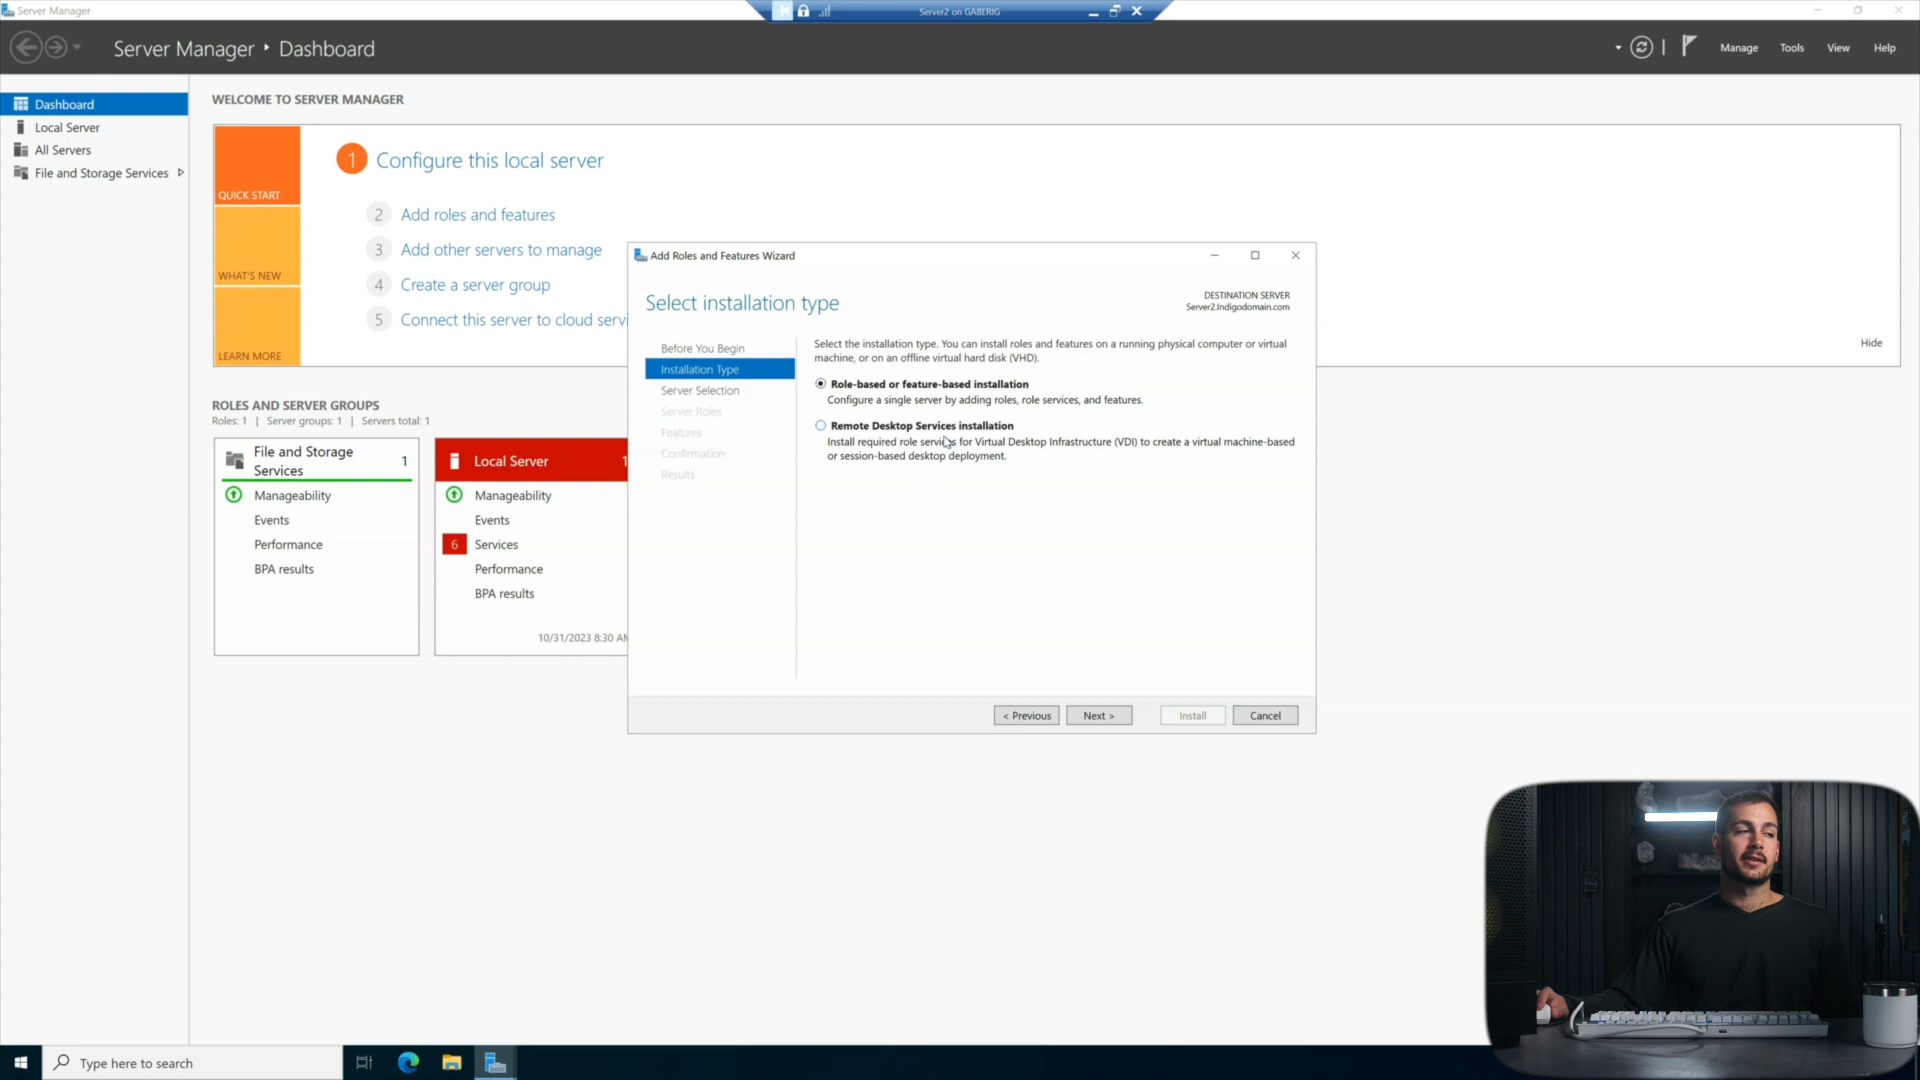 Server Manager
Server2 on GABERIG
Server Manager ‣ Dashboard
Manage
Tools
View
Help
Dashboard
Local Server
All Servers
File and Storage Services
WELCOME TO SERVER MANAGER
QUICK START
WHAT'S NEW
LEARN MORE
1 Configure this local server
2 Add roles and features
3 Add other servers to manage
4 Create a server group
5 Connect this server to cloud servi
Hide
ROLES AND SERVER GROUPS
Roles: 1 | Server groups: 1 | Servers total: 1
File and Storage
Services
1
Manageability
Events
Performance
BPA results
Local Server 1
Manageability
Events
6 Services
Performance
BPA results
10/31/2023 8:30 AM
Add Roles and Features Wizard
Select installation type
DESTINATION SERVER
Server2.Indigodomain.com
Before You Begin
Installation Type
Server Selection
Server Roles
Features
Confirmation
Results
Select the installation type. You can install roles and features on a running physical computer or virtual
machine, or on an offline virtual hard disk (VHD).
Role-based or feature-based installation
Configure a single server by adding roles, role services, and features.
Remote Desktop Services installation
Install required role services for Virtual Desktop Infrastructure (VDI) to create a virtual machine-based
or session-based desktop deployment.
< Previous
Next >
Install
Cancel
Type here to search